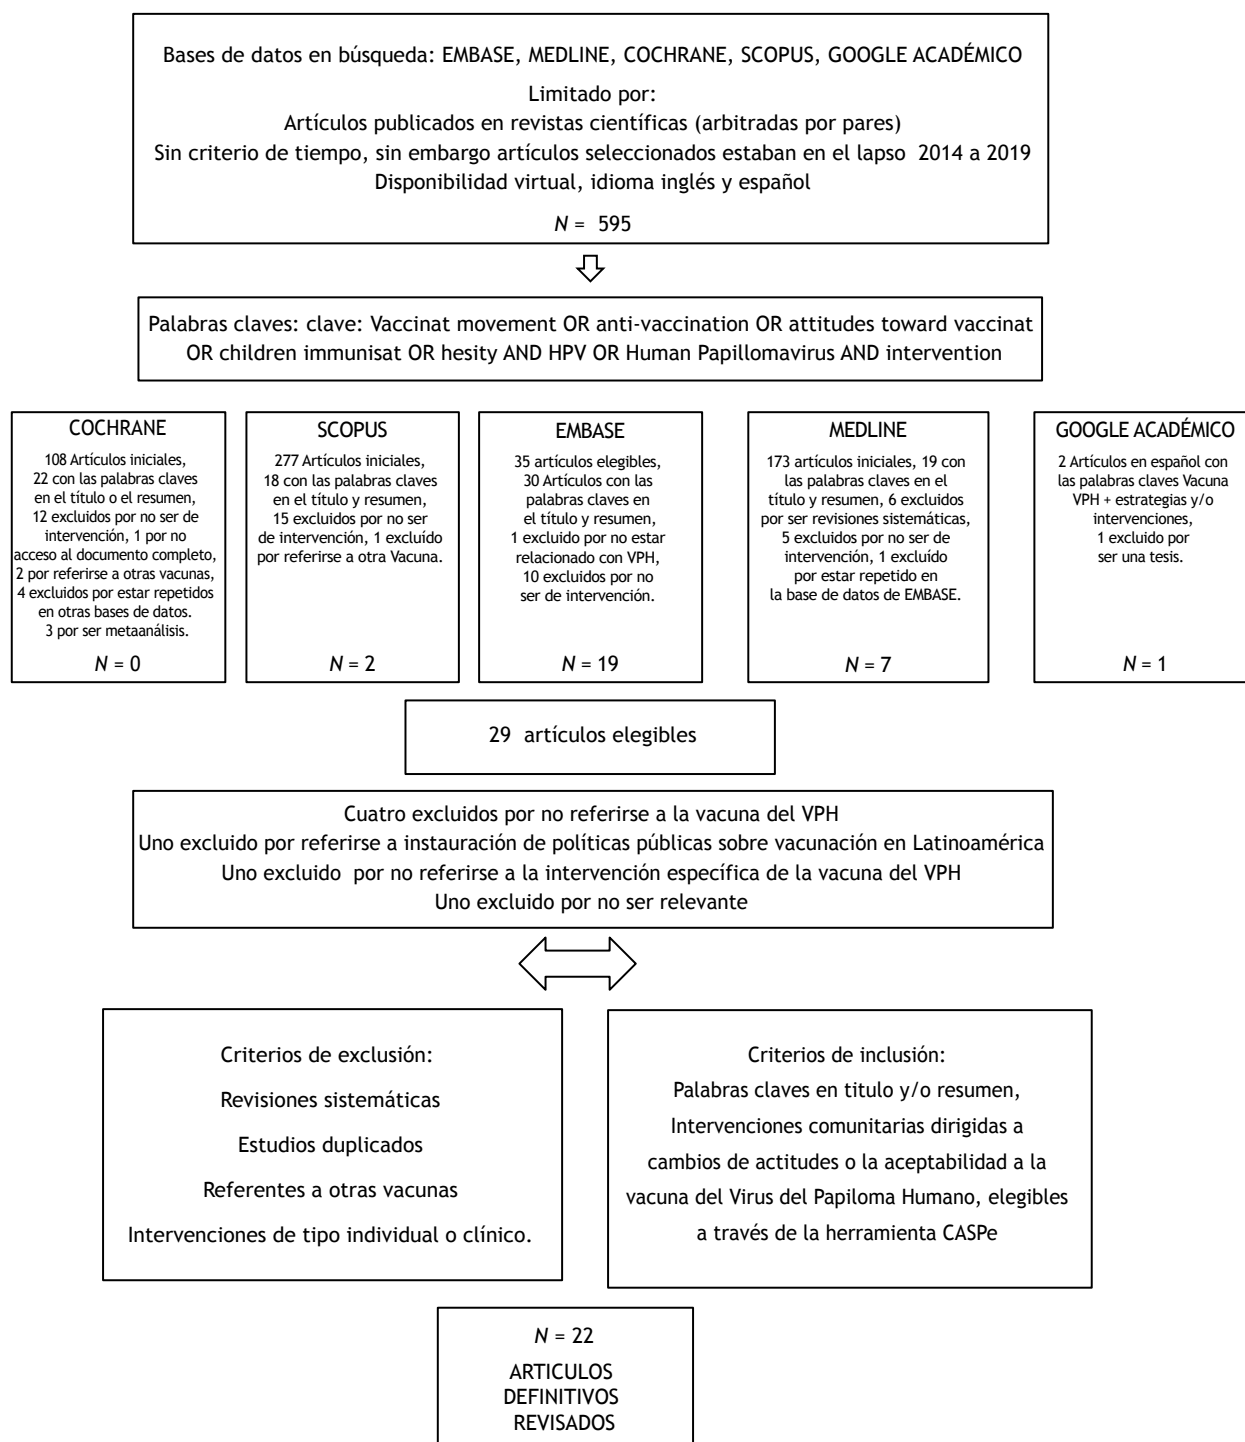 Bases de datos en búsqueda: EMBASE, MEDLINE, COCHRANE, SCOPUS, GOOGLE ACADÉMICO
Limitado por:
Artículos publicados en revistas científicas (arbitradas por pares)
Sin criterio de tiempo, sin embargo artículos seleccionados estaban en el lapso 2014 a 2019
Disponibilidad virtual, idioma inglés y español
N = 595
Palabras claves: clave: Vaccinat movement OR anti-vaccination OR attitudes toward vaccinat
OR children immunisat OR hesity AND HPV OR Human Papillomavirus AND intervention
COCHRANE
108 Artículos iniciales,
22 con las palabras claves
en el título o el resumen,
12 excluidos por no ser de
intervención, 1 por no
acceso al documento completo,
2 por referirse a otras vacunas,
4 excluidos por estar repetidos
en otras bases de datos.
3 por ser metaanálisis.
N = 0
SCOPUS
277 Artículos iniciales,
18 con las palabras claves
en el título y resumen,
15 excluidos por no ser
de intervención, 1 excluído
por referirse a otra Vacuna.
N = 2
EMBASE
35 artículos elegibles,
30 Artículos con las
palabras claves en
el título y resumen,
1 excluido por no estar
relacionado con VPH,
10 excluidos por no
ser de intervención.
N = 19
MEDLINE
173 artículos iniciales, 19 con
las palabras claves en el
título y resumen, 6 excluidos
por ser revisiones sistemáticas,
5 excluidos por no ser de
intervención, 1 excluído
por estar repetido en
la base de datos de EMBASE.
N = 7
GOOGLE ACADÉMICO
2 Artículos en español con
las palabras claves Vacuna
VPH + estrategias y/o
intervenciones,
1 excluido por
ser una tesis.
N = 1
29 artículos elegibles
Cuatro excluidos por no referirse a la vacuna del VPH
Uno excluido por referirse a instauración de políticas públicas sobre vacunación en Latinoamérica
Uno excluido por no referirse a la intervención específica de la vacuna del VPH
Uno excluido por no ser relevante
Criterios de exclusión:
Revisiones sistemáticas
Estudios duplicados
Referentes a otras vacunas
Intervenciones de tipo individual o clínico.
Criterios de inclusión:
Palabras claves en titulo y/o resumen,
Intervenciones comunitarias dirigidas a
cambios de actitudes o la aceptabilidad a la
vacuna del Virus del Papiloma Humano, elegibles
a través de la herramienta CASPe
N = 22
ARTICULOS
DEFINITIVOS
REVISADOS